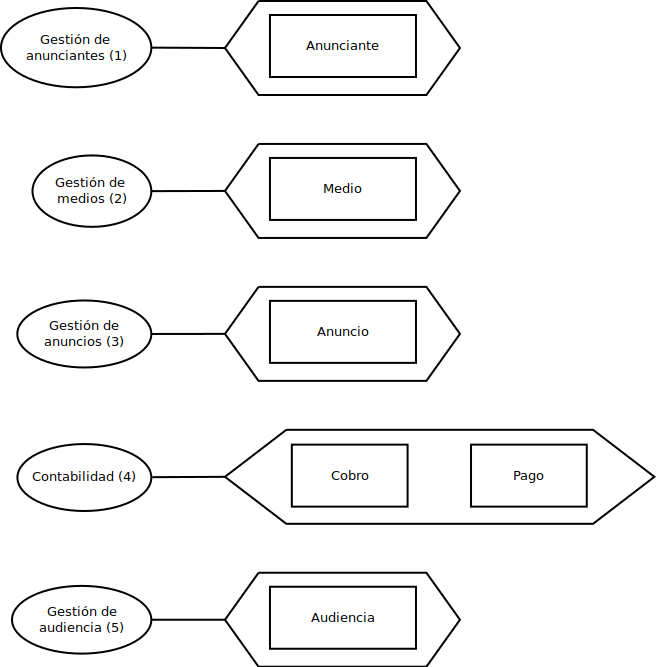 Gestión de
anunciantes (1)
Anunciante
Gestión de
medios (2)
Medio
Gestión de
anuncios (3)
Anuncio
Contabilidad (4)
Cobro
Pago
Gestión de
audiencia (5)
Audiencia